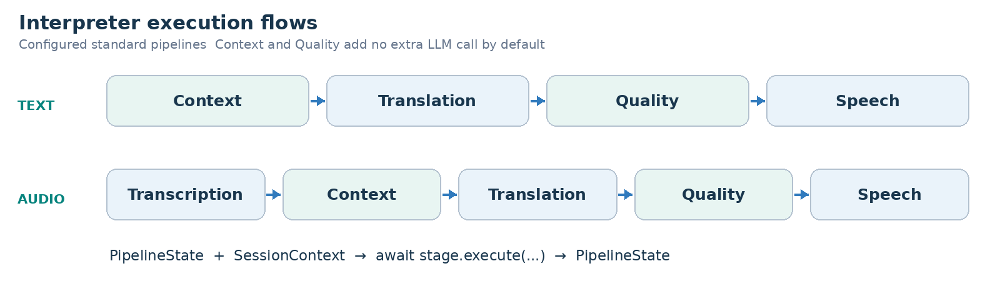 Interpreter execution flows
Configured standard pipelines  Context and Quality add no extra LLM call by default
TEXT
Context → Translation → Quality → Speech
AUDIO
Transcription → Context → Translation → Quality → Speech
PipelineState + SessionContext → await stage.execute(...) → PipelineState